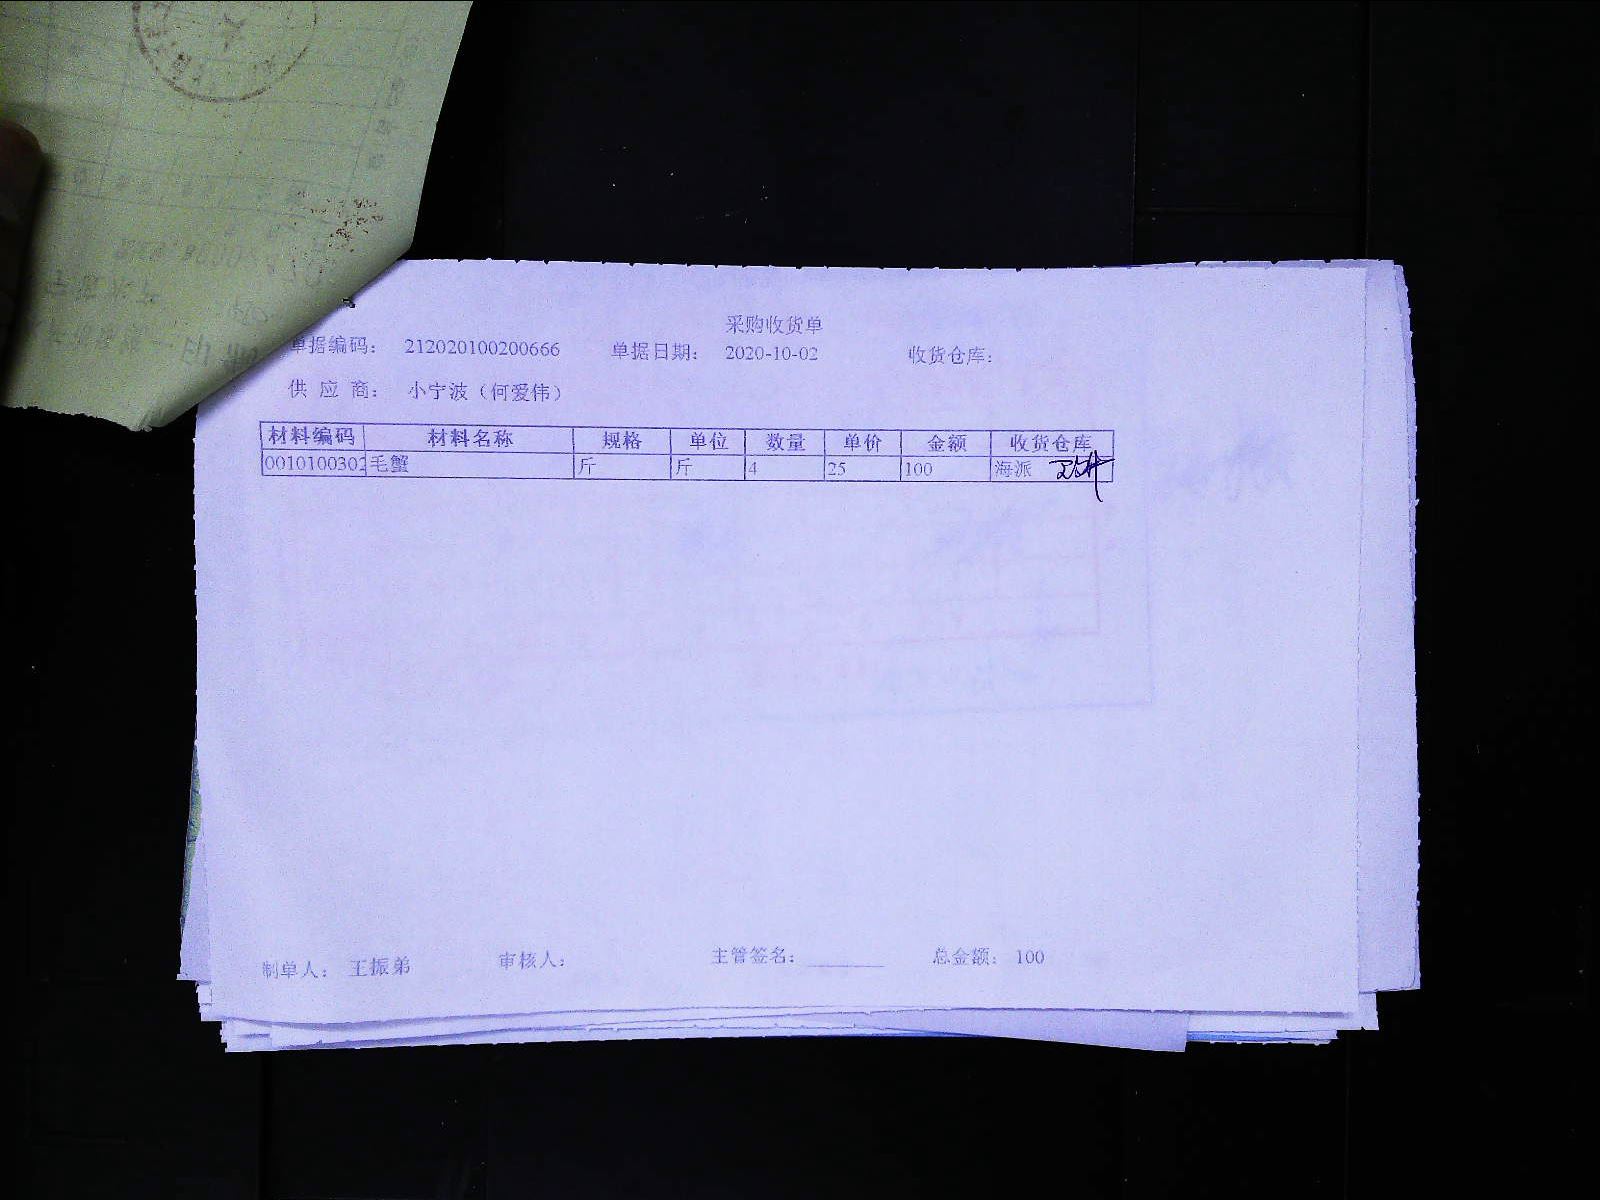 采购收货单
单据编码： 212020100200666 单据日期： 2020-10-02 收货仓库：
供 应 商： 小宁波（何爱伟）
材料编码 材料名称 规格 单位 数量 单价 金额 收货仓库
0010100302 毛蟹 斤 斤 4 25 100 海派
制单人： 王振弟 审核人： 主管签名： 总金额： 100